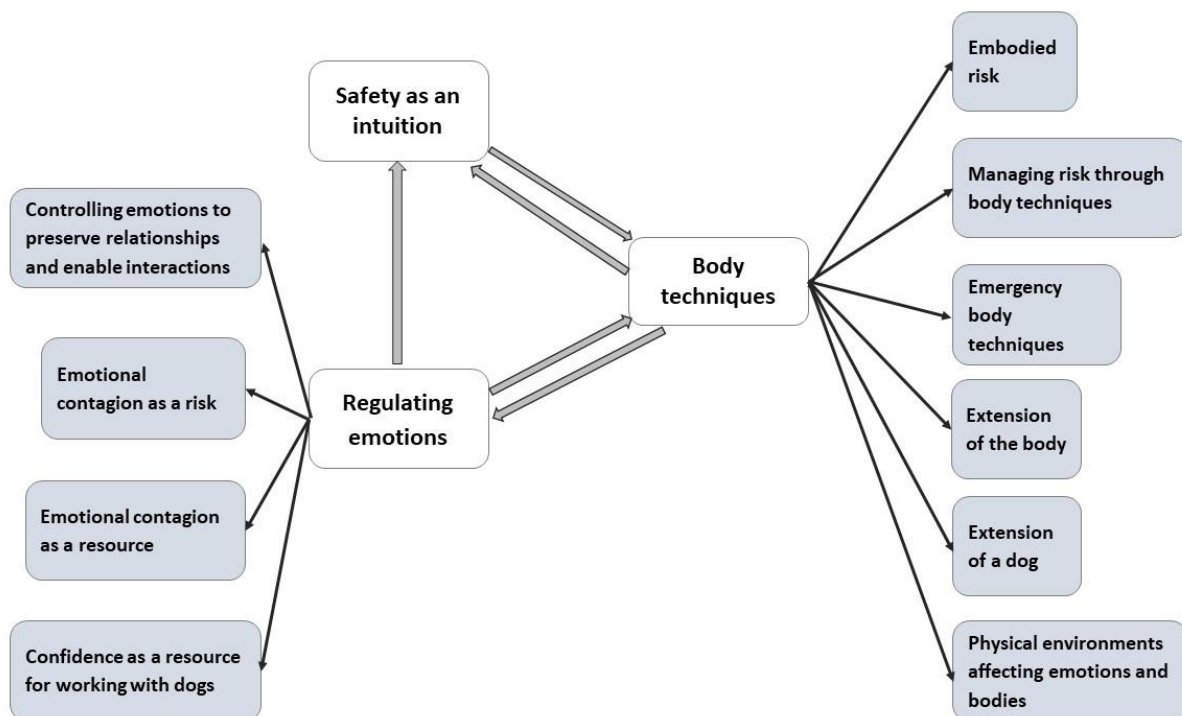 Safety as an
intuition
Regulating
emotions
Body
techniques
Controlling emotions to
preserve relationships
and enable interactions
Emotional
contagion as a risk
Emotional contagion
as a resource
Confidence as a resource
for working with dogs
Embodied
risk
Managing risk through
body techniques
Emergency
body
techniques
Extension
of the body
Extension
of a dog
Physical environments
affecting emotions and
bodies